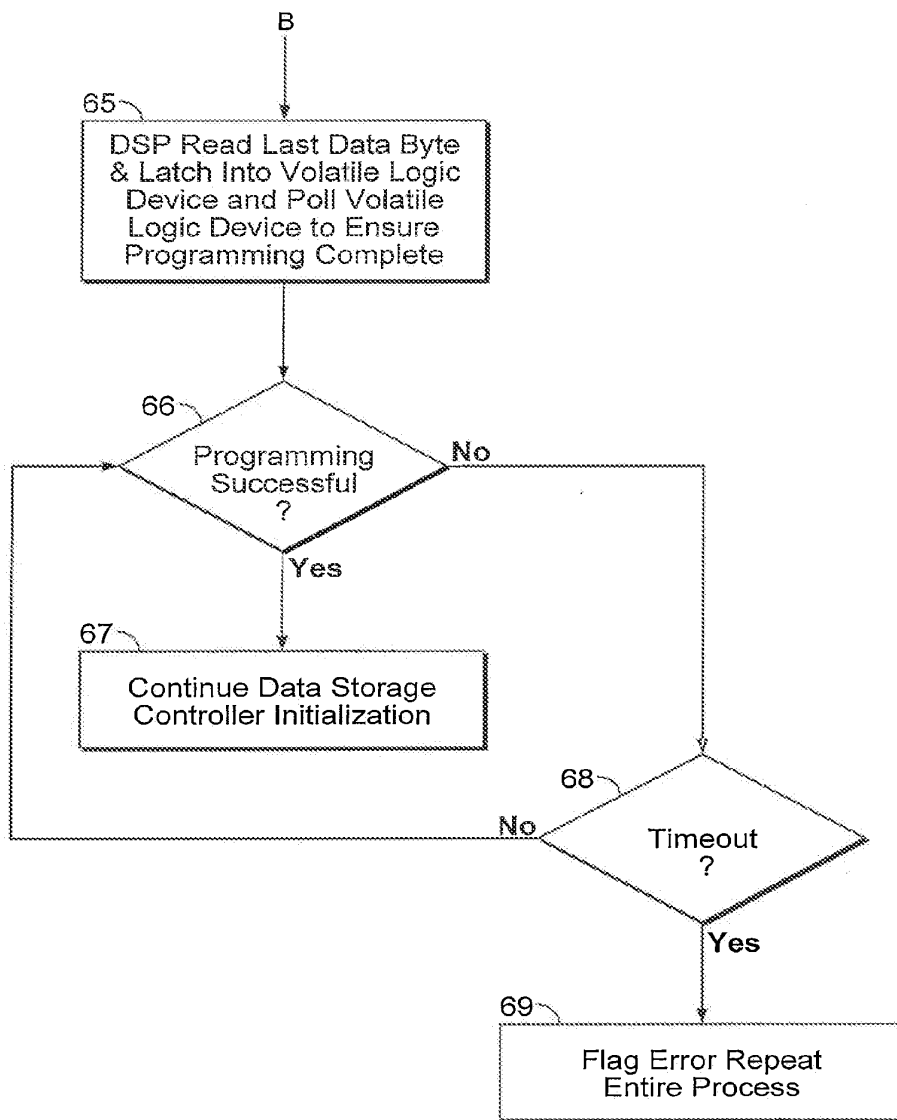 B
65
DSP Read Last Data Byte
& Latch Into Volatile Logic
Device and Poll Volatile
Logic Device to Ensure
Programming Complete
66
Programming
Successful
?
No
Yes
67
Continue Data Storage
Controller Initialization
68
No
Timeout
?
Yes
69
Flag Error Repeat
Entire Process